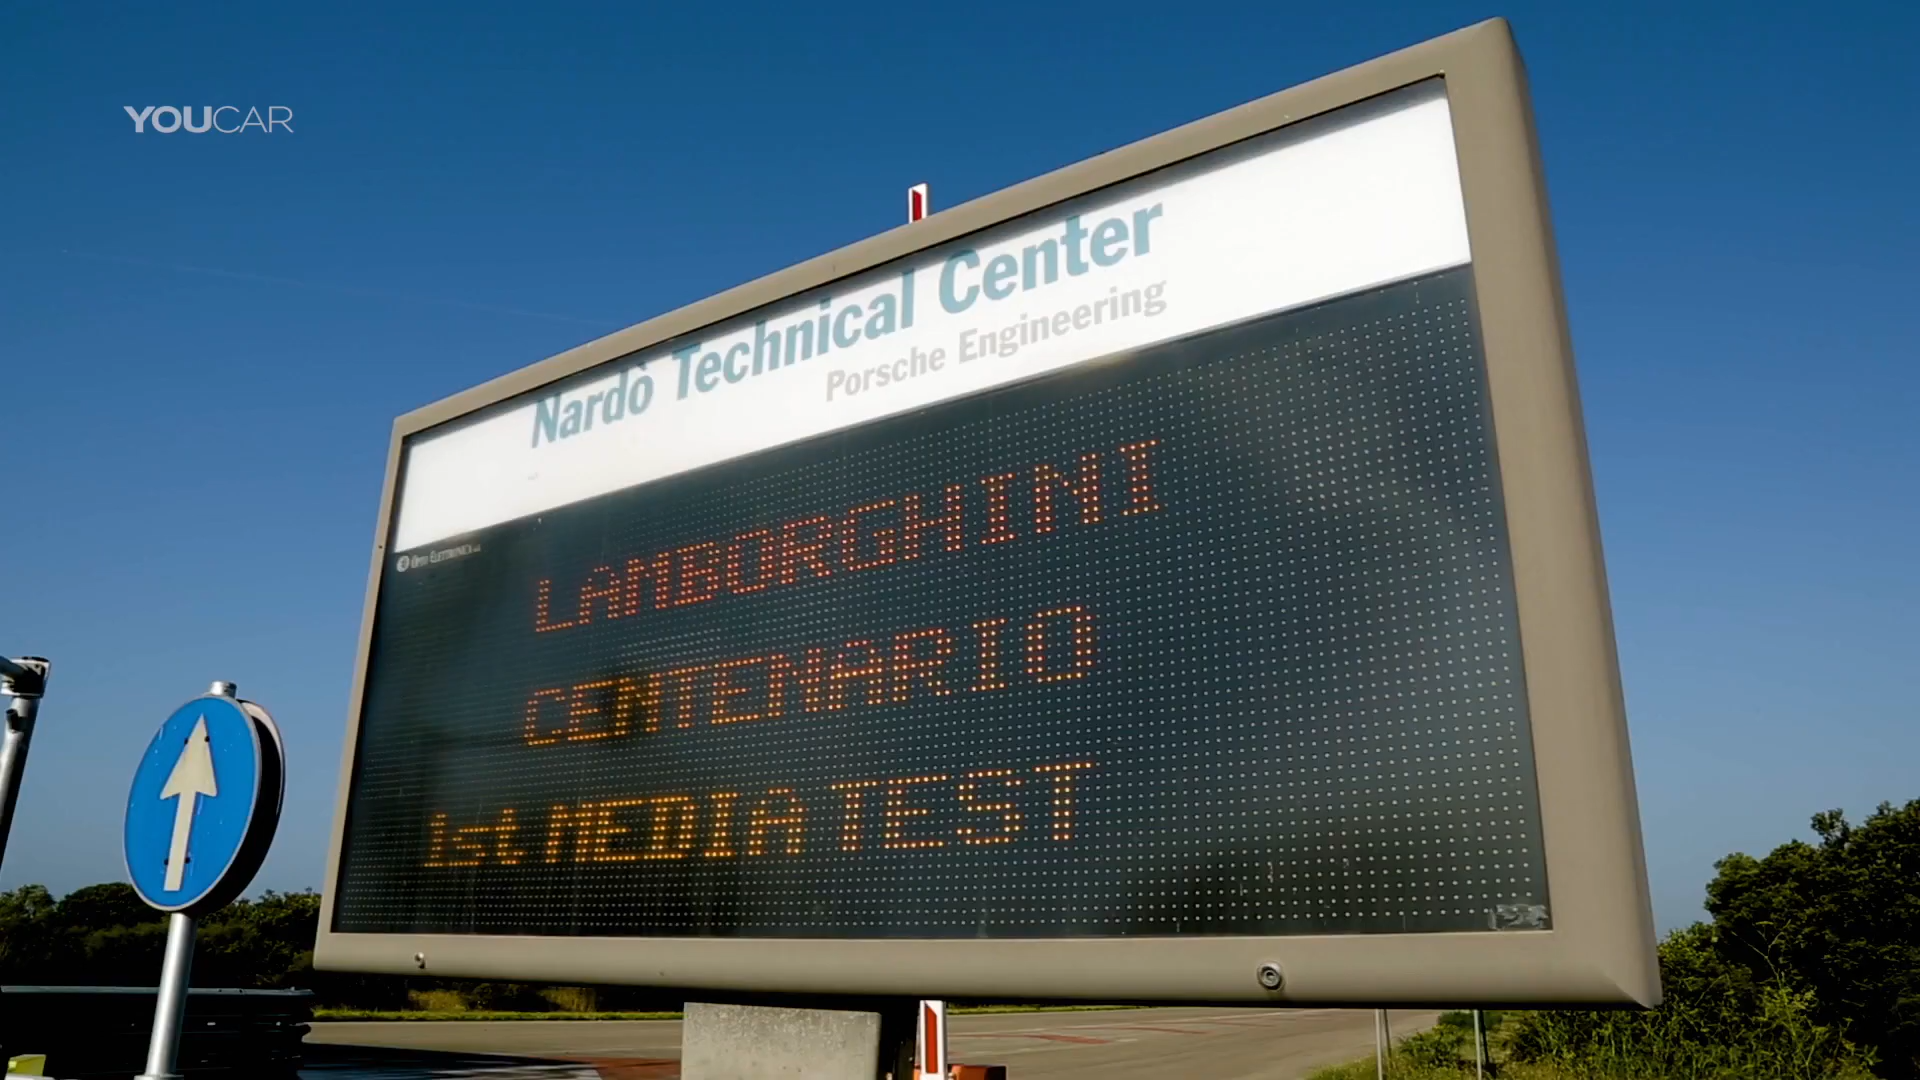 YOUCAR
Nardò Technical Center
Porsche Engineering
LAMBORGHINI
CENTENARIO
1st MEDIA TEST